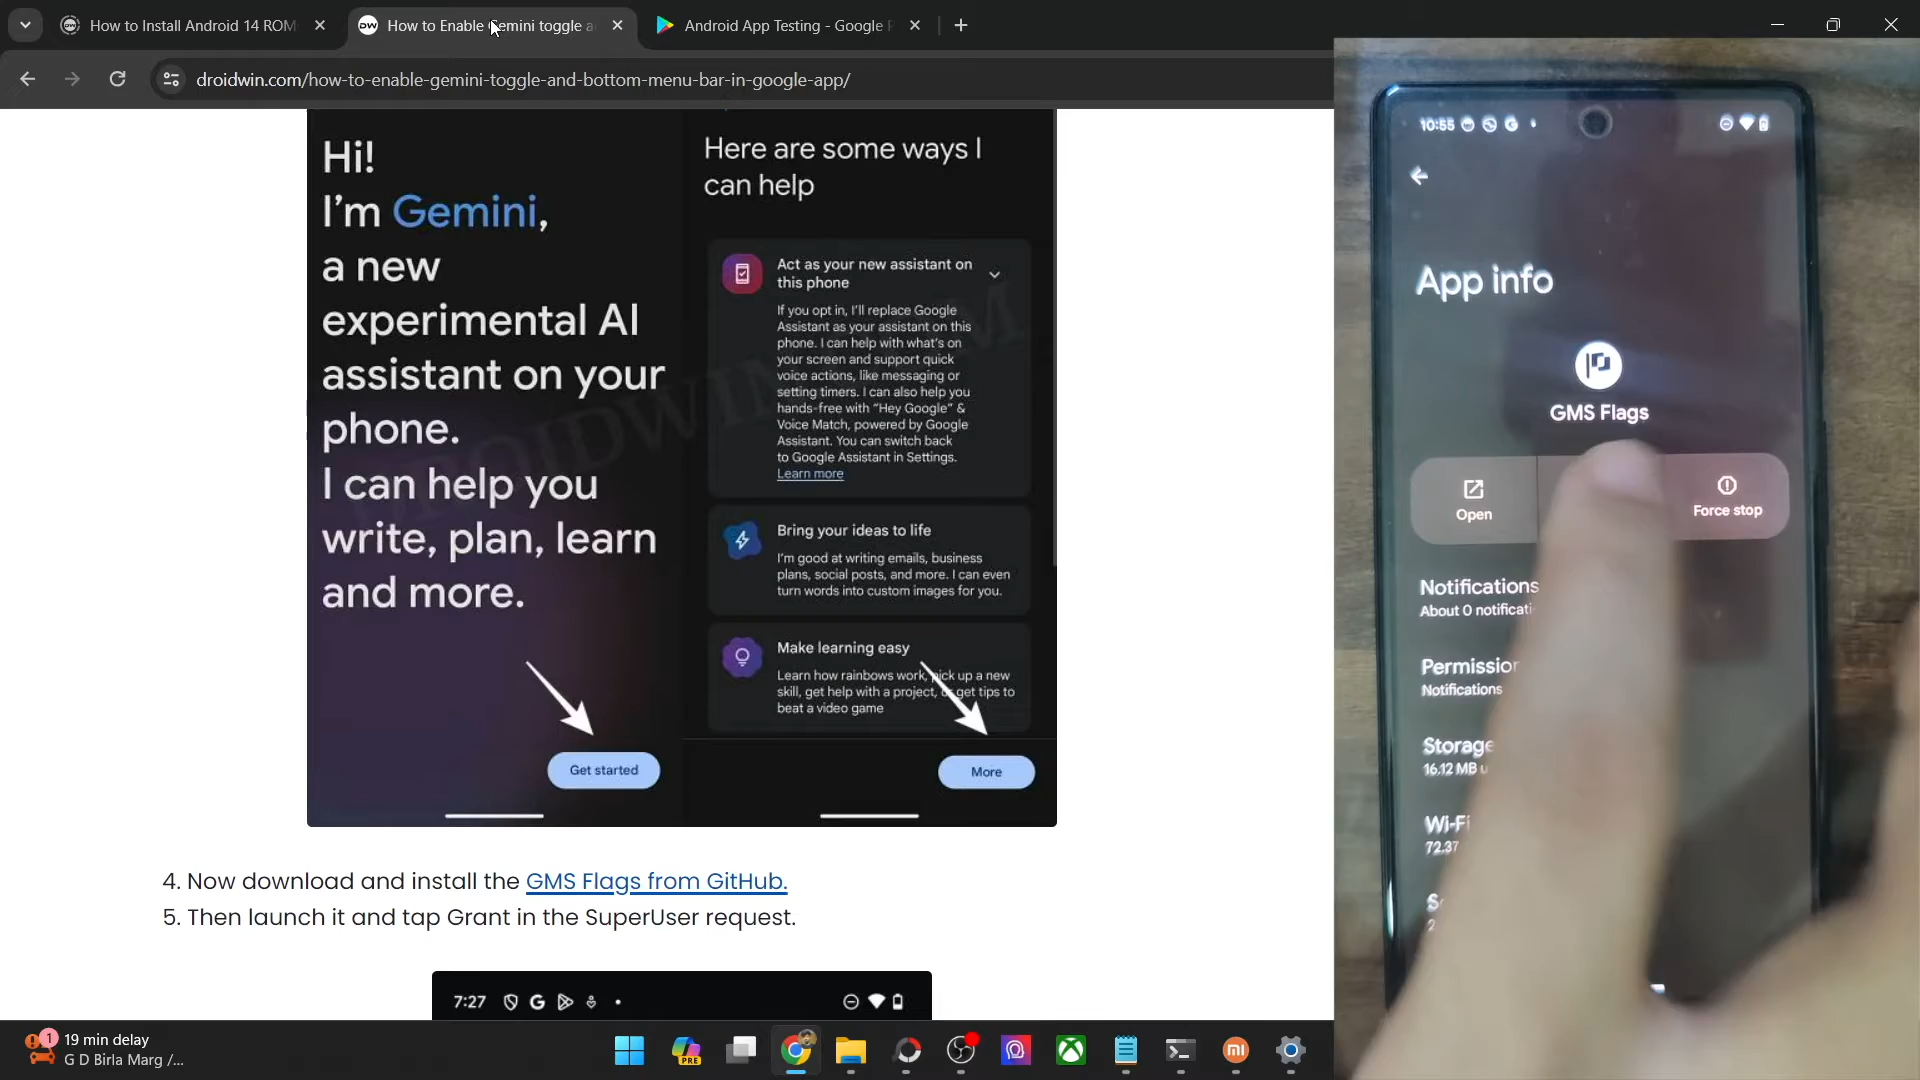 How to Install Android 14 ROM
How to Enable Gemini toggle a
Android App Testing - Google P
droidwin.com/how-to-enable-gemini-toggle-and-bottom-menu-bar-in-google-app/
Hi!
I'm Gemini,
a new
experimental AI
assistant on your
phone.
I can help you
write, plan, learn
and more.
Get started
Here are some ways I
can help
Act as your new assistant on
this phone
If you opt in, I'll replace Google
Assistant as your assistant on this
phone. I can help with what's on
your screen and support quick
voice actions, like messaging or
setting timers. I can also help you
hands-free with "Hey Google" &
Voice Match, powered by Google
Assistant. You can switch back
to Google Assistant in Settings.
Learn more
Bring your ideas to life
I'm good at writing emails, business
plans, social posts, and more. I can even
turn words into custom images for you.
Make learning easy
Learn how rainbows work, pick up a new
skill, get help with a project, or get tips to
beat a video game
More
DROIDWIN
4. Now download and install the GMS Flags from GitHub.
5. Then launch it and tap Grant in the SuperUser request.
7:27
1
19 min delay
G D Birla Marg /...
PRE
10:55
App info
GMS Flags
Open
Force stop
Notifications
About 0 notificati
Permission
Notifications
Storage
16.12 MB u
Wi-Fi
72.37